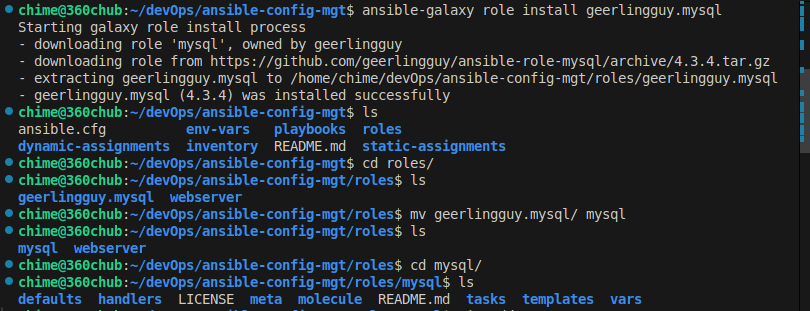 chime@360chub:~/devOps/ansible-config-mgt$ ansible-galaxy role install geerlingguy.mysql
Starting galaxy role install process
- downloading role 'mysql', owned by geerlingguy
- downloading role from https://github.com/geerlingguy/ansible-role-mysql/archive/4.3.4.tar.gz
- extracting geerlingguy.mysql to /home/chime/devOps/ansible-config-mgt/roles/geerlingguy.mysql
- geerlingguy.mysql (4.3.4) was installed successfully
chime@360chub:~/devOps/ansible-config-mgt$ ls
ansible.cfg env-vars playbooks roles
dynamic-assignments inventory README.md static-assignments
chime@360chub:~/devOps/ansible-config-mgt$ cd roles/
chime@360chub:~/devOps/ansible-config-mgt/roles$ ls
geerlingguy.mysql webserver
chime@360chub:~/devOps/ansible-config-mgt/roles$ mv geerlingguy.mysql/ mysql
chime@360chub:~/devOps/ansible-config-mgt/roles$ ls
mysql webserver
chime@360chub:~/devOps/ansible-config-mgt/roles$ cd mysql/
chime@360chub:~/devOps/ansible-config-mgt/roles/mysql$ ls
defaults handlers LICENSE meta molecule README.md tasks templates vars